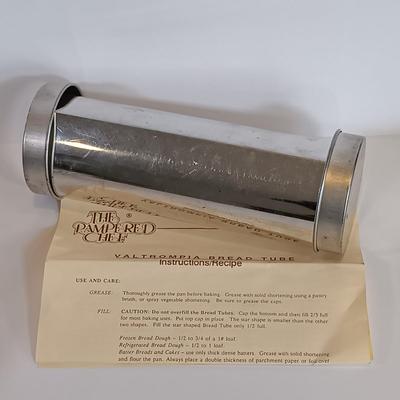 THE ®
PAMPERED
CHEF
VALTROMPIA BREAD TUBE
Instructions/Recipe
USE AND CARE:
GREASE: Thoroughly grease the pan before baking. Grease with solid shortening using a pastry
brush, or spray vegetable shortening. Be sure to grease the caps.
FILL: CAUTION: Do not overfill the Bread Tubes. Cap the bottom and then fill 2/3 full
for most baking uses. Put top cap in place. The star shape is smaller than the other
two shapes. Fill the star shaped Bread Tube only 1/2 full.
Frozen Bread Dough - 1/2 to 3/4 of a 1# loaf
Refrigerated Bread Dough - 1/2 to 1 loaf.
Batter Breads and Cakes - use only thick dense batters. Grease with solid shortening
and flour the pan. Always place a double thickness of parchment paper or foil over